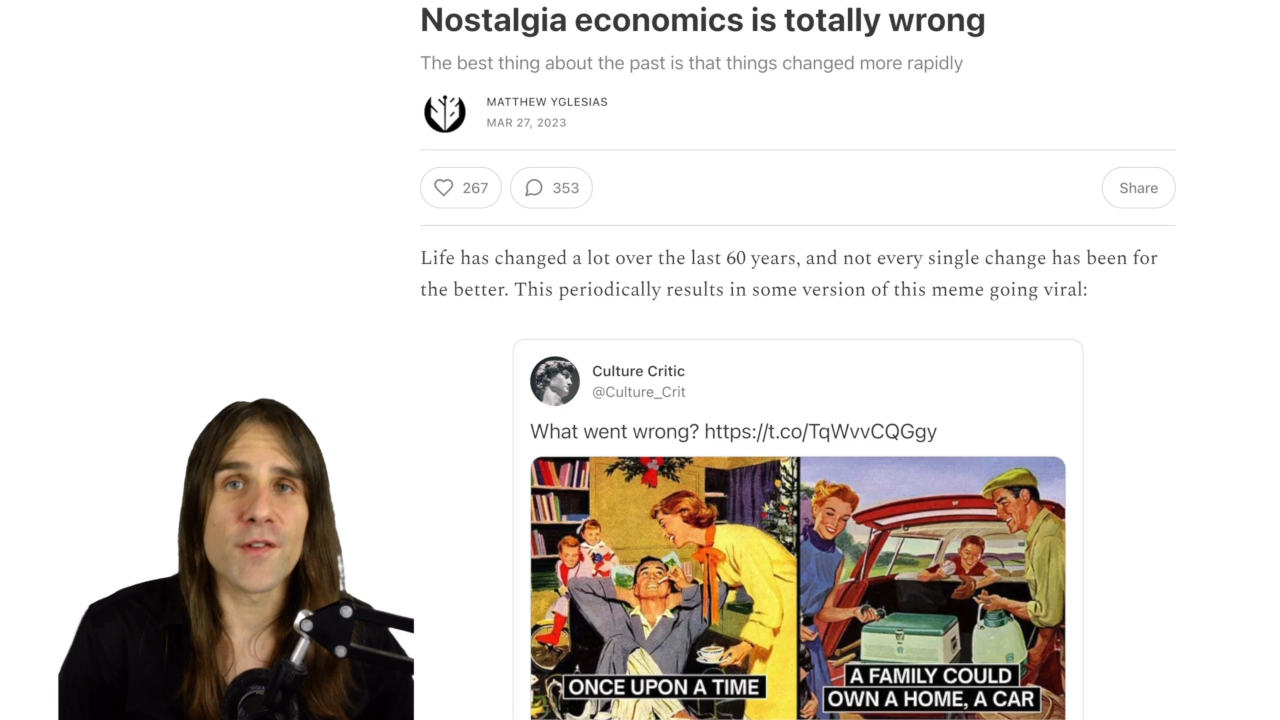 Nostalgia economics is totally wrong
The best thing about the past is that things changed more rapidly
MATTHEW YGLESIAS
MAR 27, 2023
267
353
Share
Life has changed a lot over the last 60 years, and not every single change has been for
the better. This periodically results in some version of this meme going viral:
Culture Critic
@Culture_Crit
What went wrong? https://t.co/TqWvvCQGgy
ONCE UPON A TIME
A FAMILY COULD
OWN A HOME, A CAR